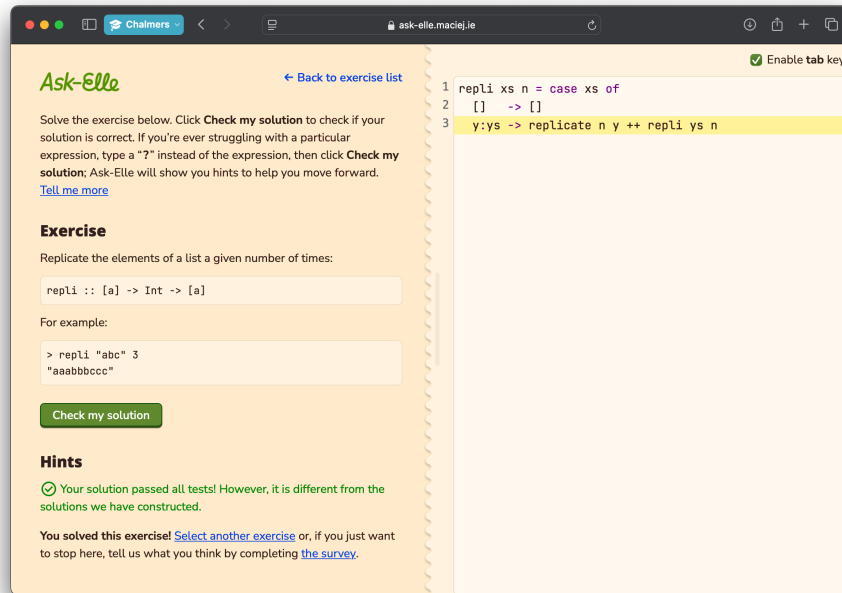 Chalmers
ask-elle.maciej.ie
Ask-Elle
← Back to exercise list
Solve the exercise below. Click Check my solution to check if your
solution is correct. If you're ever struggling with a particular
expression, type a “?” instead of the expression, then click Check my
solution; Ask-Elle will show you hints to help you move forward.
Tell me more
Exercise
Replicate the elements of a list a given number of times:
repli :: [a] -> Int -> [a]
For example:
> repli "abc" 3
"aaabbbccc"
Check my solution
Hints
Your solution passed all tests! However, it is different from the
solutions we have constructed.
You solved this exercise! Select another exercise or, if you just want
to stop here, tell us what you think by completing the survey.
Enable tab key
1 repli xs n = case xs of
2 [] -> []
3 y:ys -> replicate n y ++ repli ys n